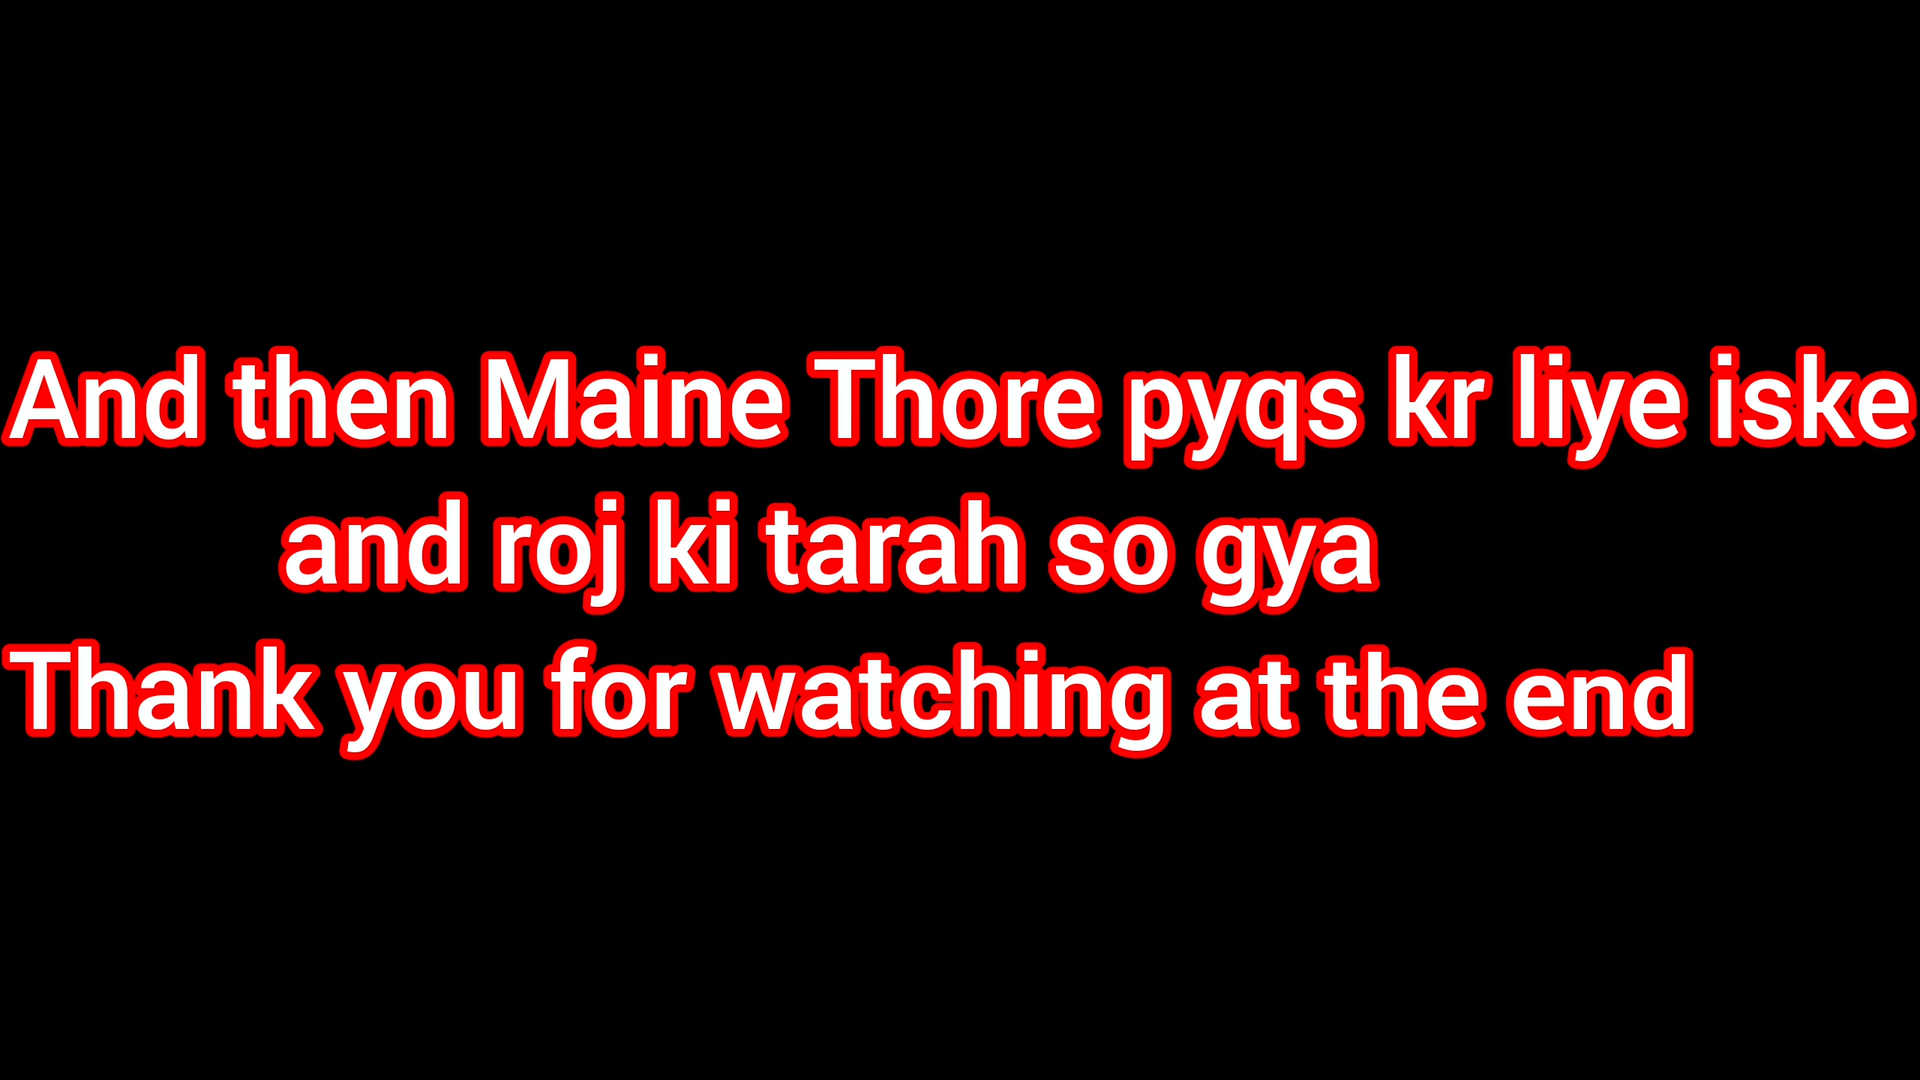 And then Maine Thore pyqs kr liye iske
and roj ki tarah so gya
Thank you for watching at the end